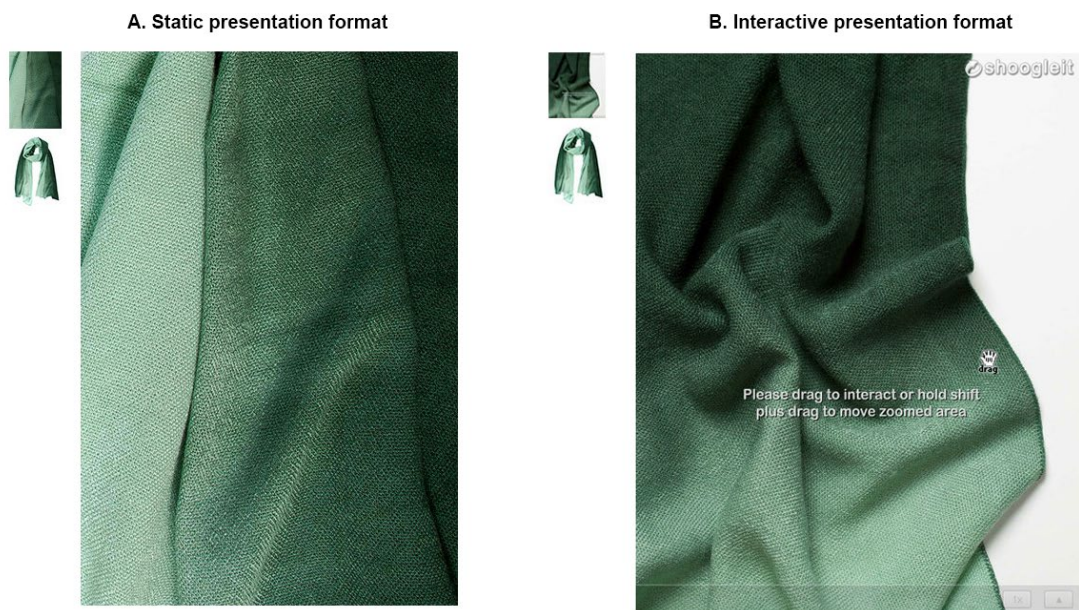 A. Static presentation format
B. Interactive presentation format
shoogleit
drag
Please drag to interact or hold shift
plus drag to move zoomed area
1x